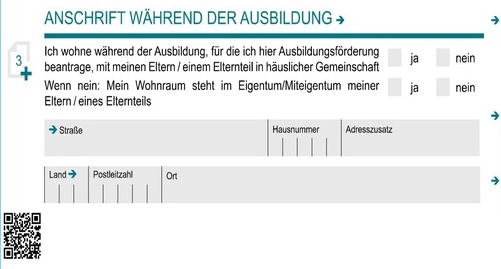 ANSCHRIFT WÄHREND DER AUSBILDUNG
Ich wohne während der Ausbildung, für die ich hier Ausbildungsförderung
beantrage, mit meinen Eltern / einem Elternteil in häuslicher Gemeinschaft
ja
nein
3
Wenn nein: Mein Wohnraum steht im Eigentum/Miteigentum meiner
Eltern / eines Elternteils
ja
nein
Straße
Hausnummer
Adresszusatz
Land
Postleitzahl
Ort